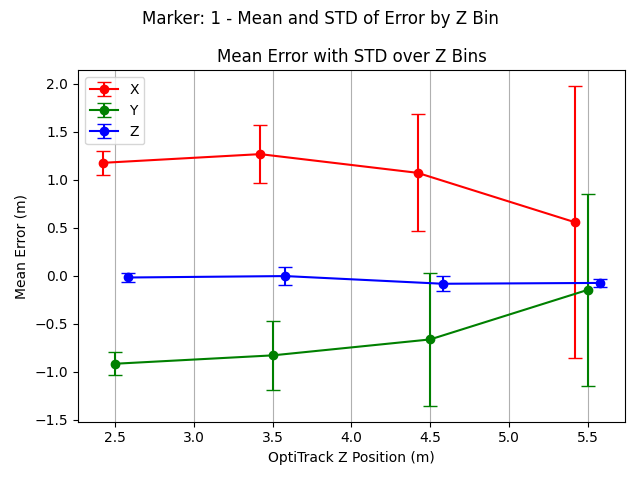 Marker: 1 - Mean and STD of Error by Z Bin
Mean Error with STD over Z Bins
X
Y
Z
2.0
1.5
1.0
0.5
0.0
−0.5
−1.0
−1.5
Mean Error (m)
2.5 3.0 3.5 4.0 4.5 5.0 5.5
OptiTrack Z Position (m)